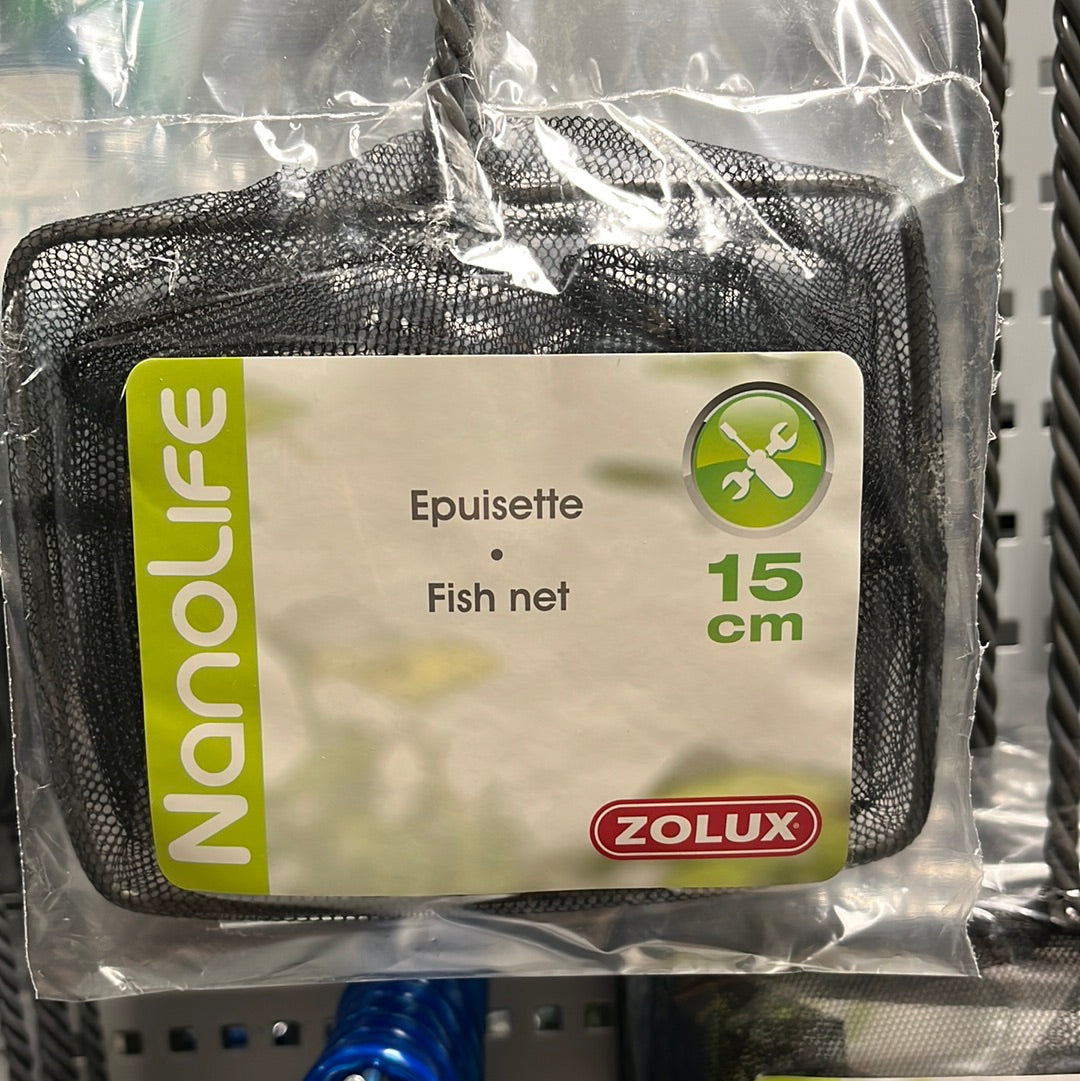 NanoLife
Epuisette
•
Fish net
15
cm
ZOLUX®